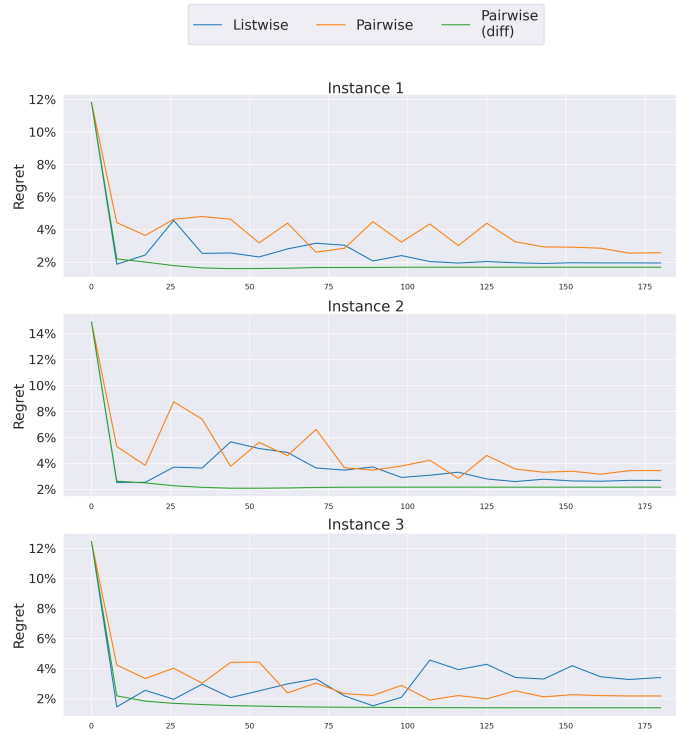 Listwise
Pairwise
Pairwise
(diff)
Instance 1
12%
10%
8%
6%
4%
2%
Regret
0 25 50 75 100 125 150 175
Instance 2
14%
12%
10%
8%
6%
4%
2%
Regret
0 25 50 75 100 125 150 175
Instance 3
12%
10%
8%
6%
4%
2%
Regret
0 25 50 75 100 125 150 175